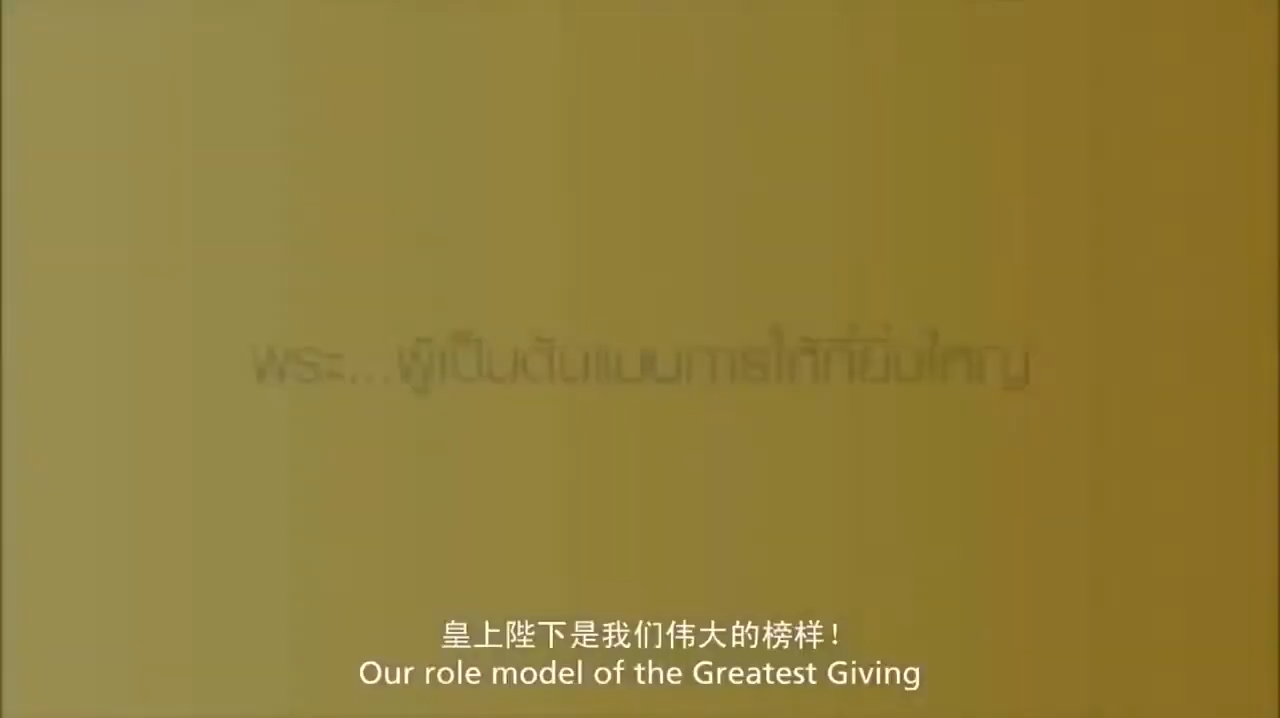 พระ...ผู้เป็นต้นแบบการให้ที่ยิ่งใหญ่
皇上陛下是我们伟大的榜样！
Our role model of the Greatest Giving